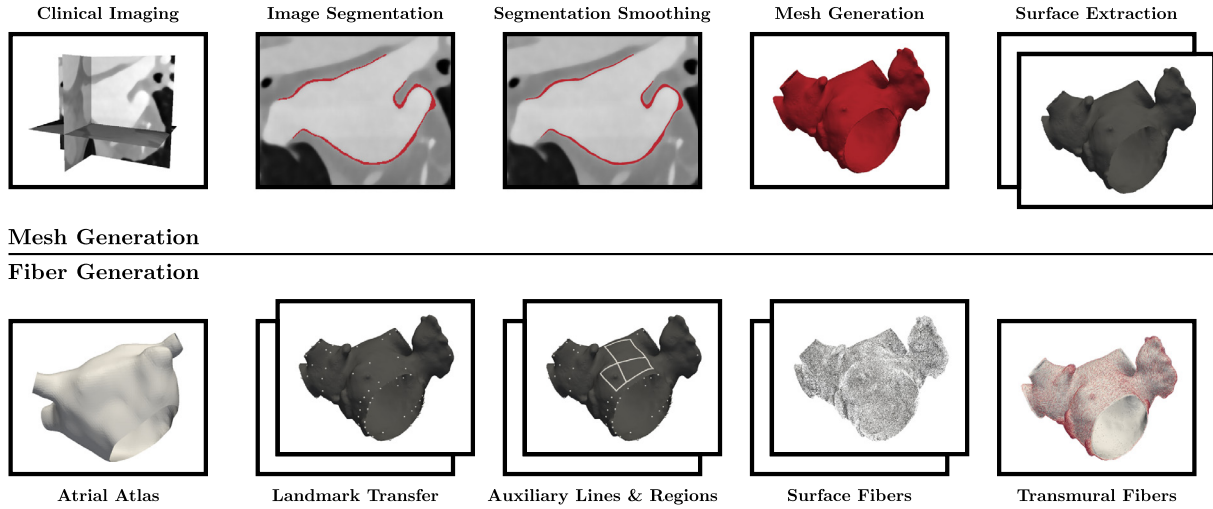 Clinical Imaging
Image Segmentation
Segmentation Smoothing
Mesh Generation
Surface Extraction
Mesh Generation
Fiber Generation
Atrial Atlas
Landmark Transfer
Auxiliary Lines & Regions
Surface Fibers
Transmural Fibers